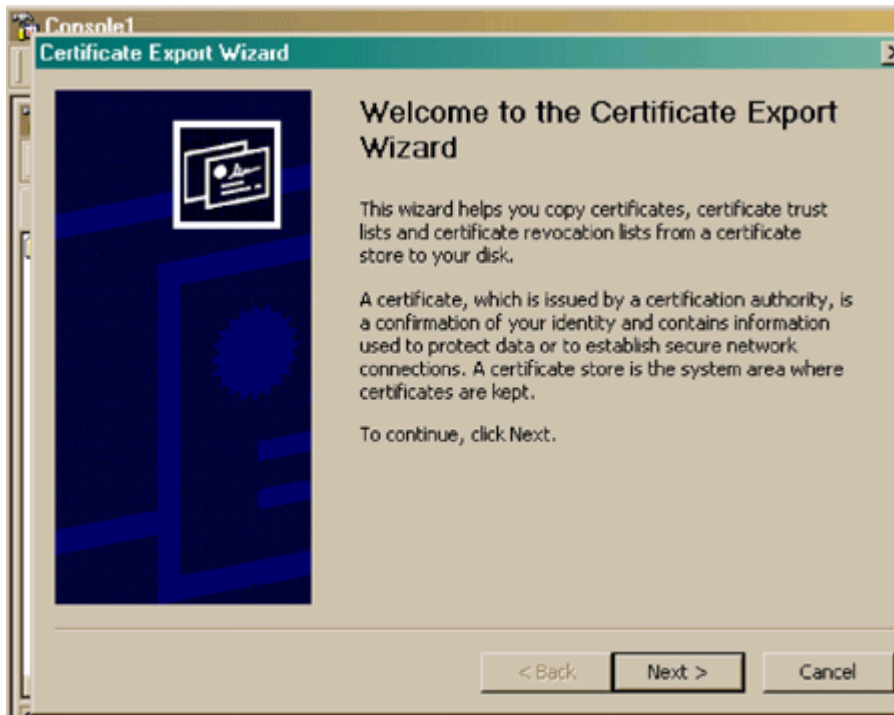 Console1
Certificate Export Wizard
Welcome to the Certificate Export
Wizard
This wizard helps you copy certificates, certificate trust
lists and certificate revocation lists from a certificate
store to your disk.
A certificate, which is issued by a certification authority, is
a confirmation of your identity and contains information
used to protect data or to establish secure network
connections. A certificate store is the system area where
certificates are kept.
To continue, click Next.
< Back
Next >
Cancel